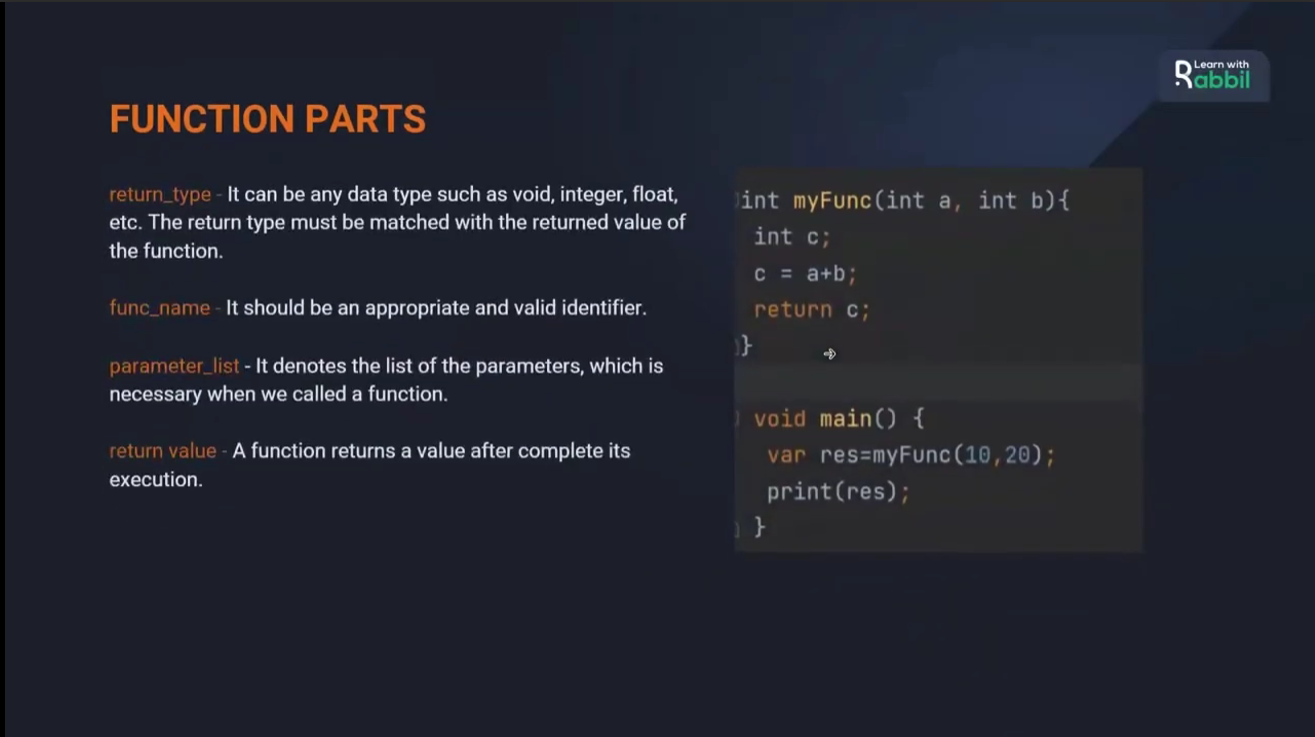 Learn with
Rabbil
FUNCTION PARTS
return_type - It can be any data type such as void, integer, float,
etc. The return type must be matched with the returned value of
the function.
func_name - It should be an appropriate and valid identifier.
parameter_list - It denotes the list of the parameters, which is
necessary when we called a function.
return value - A function returns a value after complete its
execution.
int myFunc(int a, int b){
int c;
c = a+b;
return c;
}
void main() {
var res=myFunc(10,20);
print(res);
}